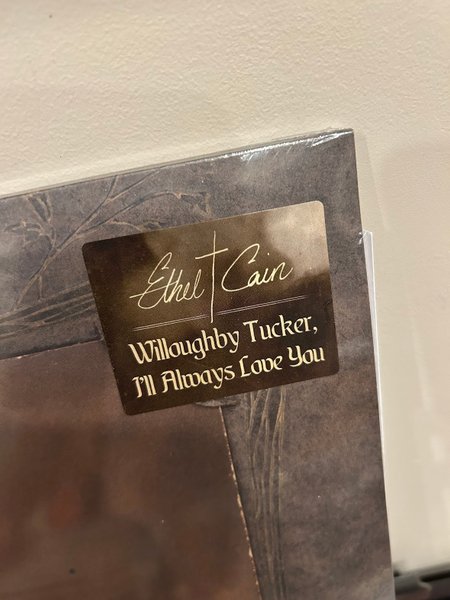 Ethel Cain
Willoughby Tucker,
I'll Always Love You